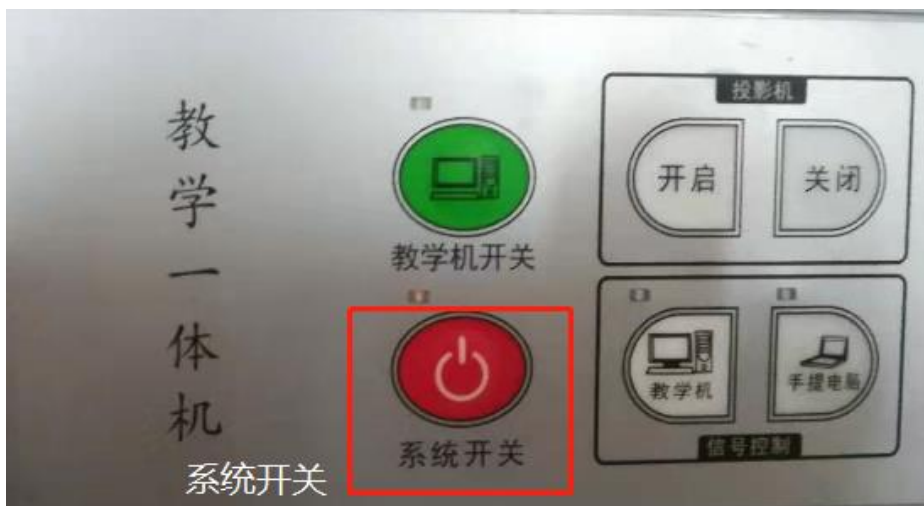 教学一体机
教学机开关
系统开关
系统开关
投影机
开启
关闭
教学机
手提电脑
信号控制